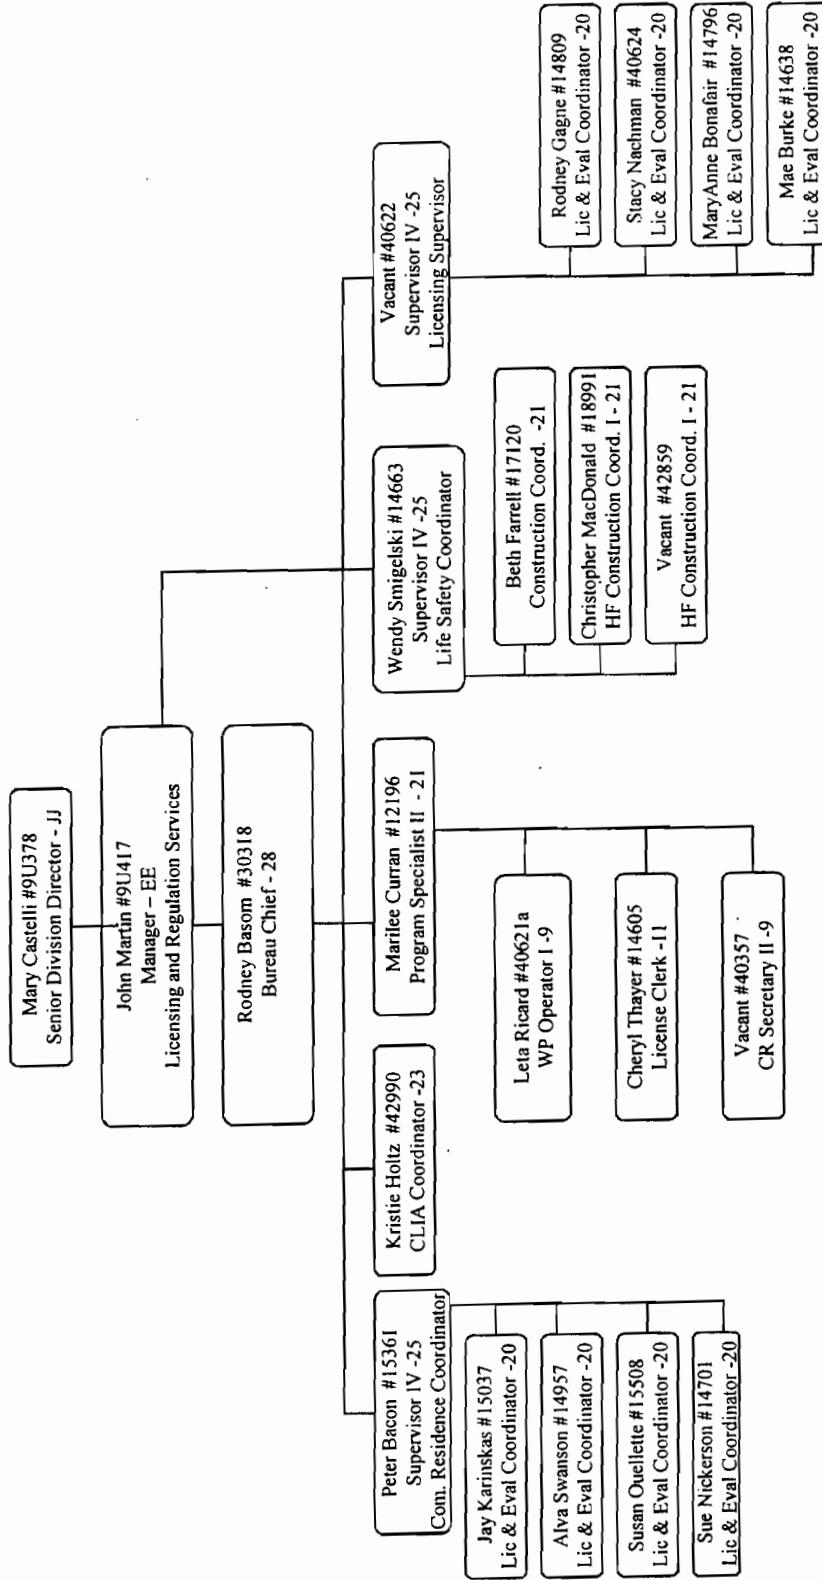 Mary Castelli #9U378
Senior Division Director - JJ
John Martin #9U417
Manager – EE
Licensing and Regulation Services
Rodney Basom #30318
Bureau Chief - 28
Peter Bacon #15361
Supervisor IV -25
Com. Residence Coordinator
Jay Karinskas #15037
Lic & Eval Coordinator -20
Alva Swanson #14957
Lic & Eval Coordinator -20
Susan Ouellette #15508
Lic & Eval Coordinator -20
Sue Nickerson #14701
Lic & Eval Coordinator -20
Kristie Holtz #42990
CLIA Coordinator -23
Marilee Curran #12196
Program Specialist II - 21
Leta Ricard #40621a
WP Operator I -9
Cheryl Thayer #14605
License Clerk -11
Vacant #40357
CR Secretary II -9
Wendy Smigelski #14663
Supervisor IV -25
Life Safety Coordinator
Beth Farrell #17120
Construction Coord. -21
Christopher MacDonald #18991
HF Construction Coord. I - 21
Vacant #42859
HF Construction Coord. I - 21
Vacant #40622
Supervisor IV -25
Licensing Supervisor
Rodney Gagne #14809
Lic & Eval Coordinator -20
Stacy Nachman #40624
Lic & Eval Coordinator -20
MaryAnne Bonafair #14796
Lic & Eval Coordinator -20
Mae Burke #14638
Lic & Eval Coordinator -20